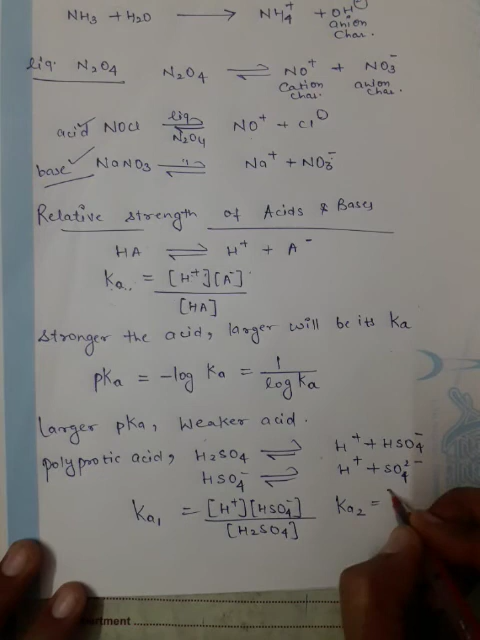 NH₃ + H₂O ⟶ NH₄⁺ + OH⊖
anion
Char.
liq. N₂O₄ N₂O₄ ⇌ NO⁺ + NO₃⁻
Cation anion
Char. char.
acid NOCl liq N₂O₄ ⇌ NO⁺ + Cl⊖
base NaNO₃ ⇌ '' Na⁺ + NO₃⁻
Relative strength of Acids & Bases
HA ⇌ H⁺ + A⁻
Ka = [H⁺][A⁻] / [HA]
stronger the acid, larger will be its Ka
pKa = -log Ka = 1 / log Ka
Larger pKa, Weaker acid.
polyprotic acid, H₂SO₄ ⇌ H⁺ + HSO₄⁻
HSO₄⁻ ⇌ H⁺ + SO₄²⁻
Ka₁ = [H⁺][HSO₄⁻] / [H₂SO₄] Ka₂ =